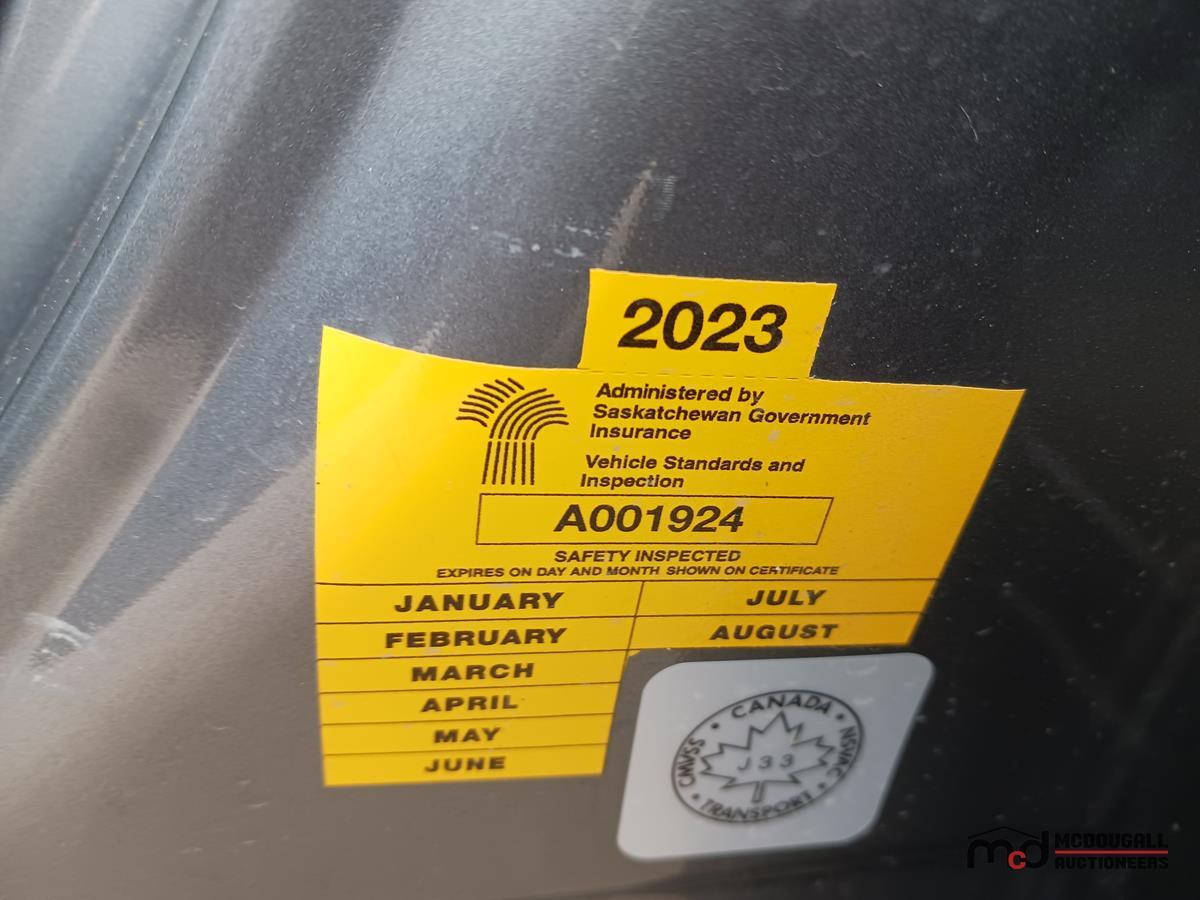 2023
Administered by
Saskatchewan Government
Insurance
Vehicle Standards and
Inspection
A001924
SAFETY INSPECTED
EXPIRES ON DAY AND MONTH SHOWN ON CERTIFICATE
JANUARY JULY
FEBRUARY AUGUST
MARCH
APRIL
MAY
JUNE
• CANADA •
CMVSS
NSVAC
J33
• TRANSPORT •
mcd MCDOUGALL
AUCTIONEERS